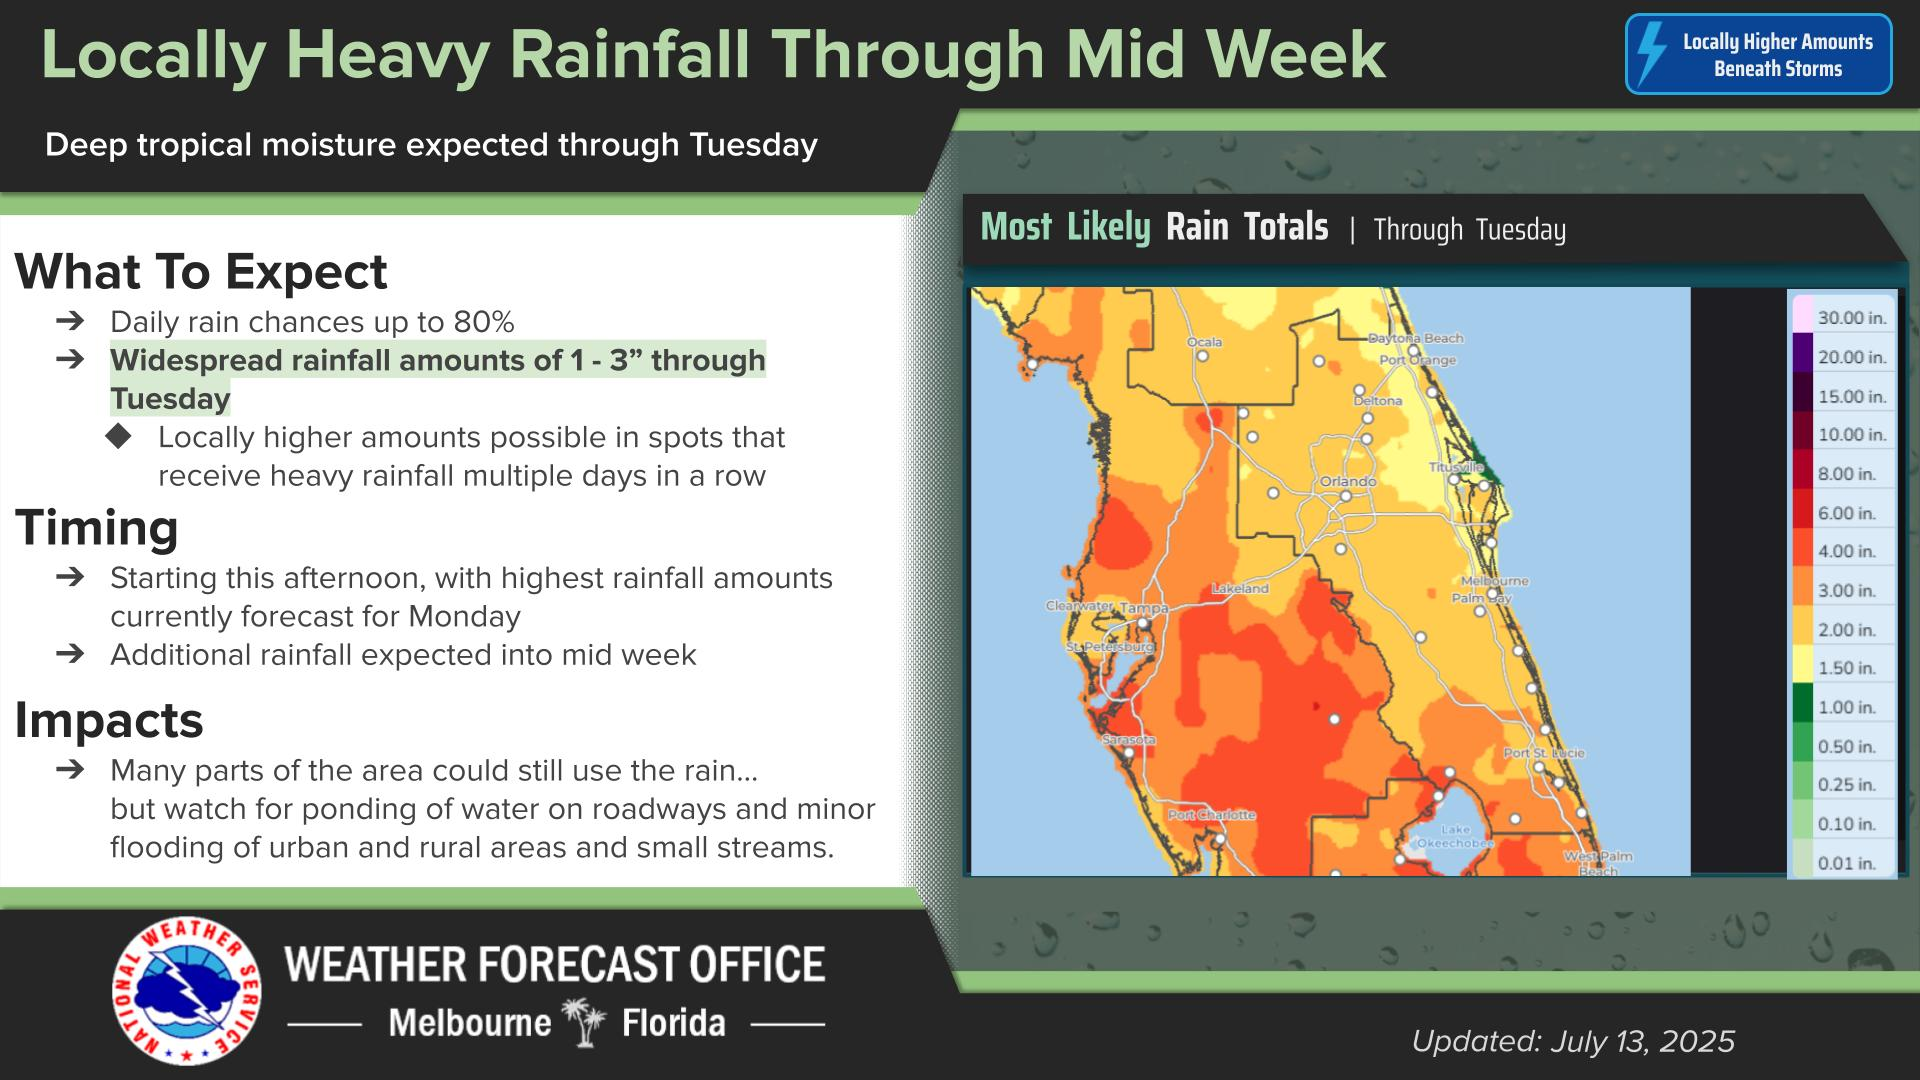 Locally Heavy Rainfall Through Mid Week
Locally Higher Amounts
Beneath Storms
Deep tropical moisture expected through Tuesday
What To Expect
➔ Daily rain chances up to 80%
➔ Widespread rainfall amounts of 1 - 3” through
Tuesday
◆ Locally higher amounts possible in spots that
receive heavy rainfall multiple days in a row
Timing
➔ Starting this afternoon, with highest rainfall amounts
currently forecast for Monday
➔ Additional rainfall expected into mid week
Impacts
➔ Many parts of the area could still use the rain...
but watch for ponding of water on roadways and minor
flooding of urban and rural areas and small streams.
Most Likely Rain Totals | Through Tuesday
Ocala
Daytona Beach
Port Orange
Deltona
Titusville
Orlando
Melbourne
Palm Bay
Lakeland
Clearwater
Tampa
St. Petersburg
Sarasota
Port St. Lucie
Port Charlotte
Lake
Okeechobee
West Palm
Beach
30.00 in.
20.00 in.
15.00 in.
10.00 in.
8.00 in.
6.00 in.
4.00 in.
3.00 in.
2.00 in.
1.50 in.
1.00 in.
0.50 in.
0.25 in.
0.10 in.
0.01 in.
NATIONAL WEATHER SERVICE
WEATHER FORECAST OFFICE
Melbourne Florida
Updated: July 13, 2025